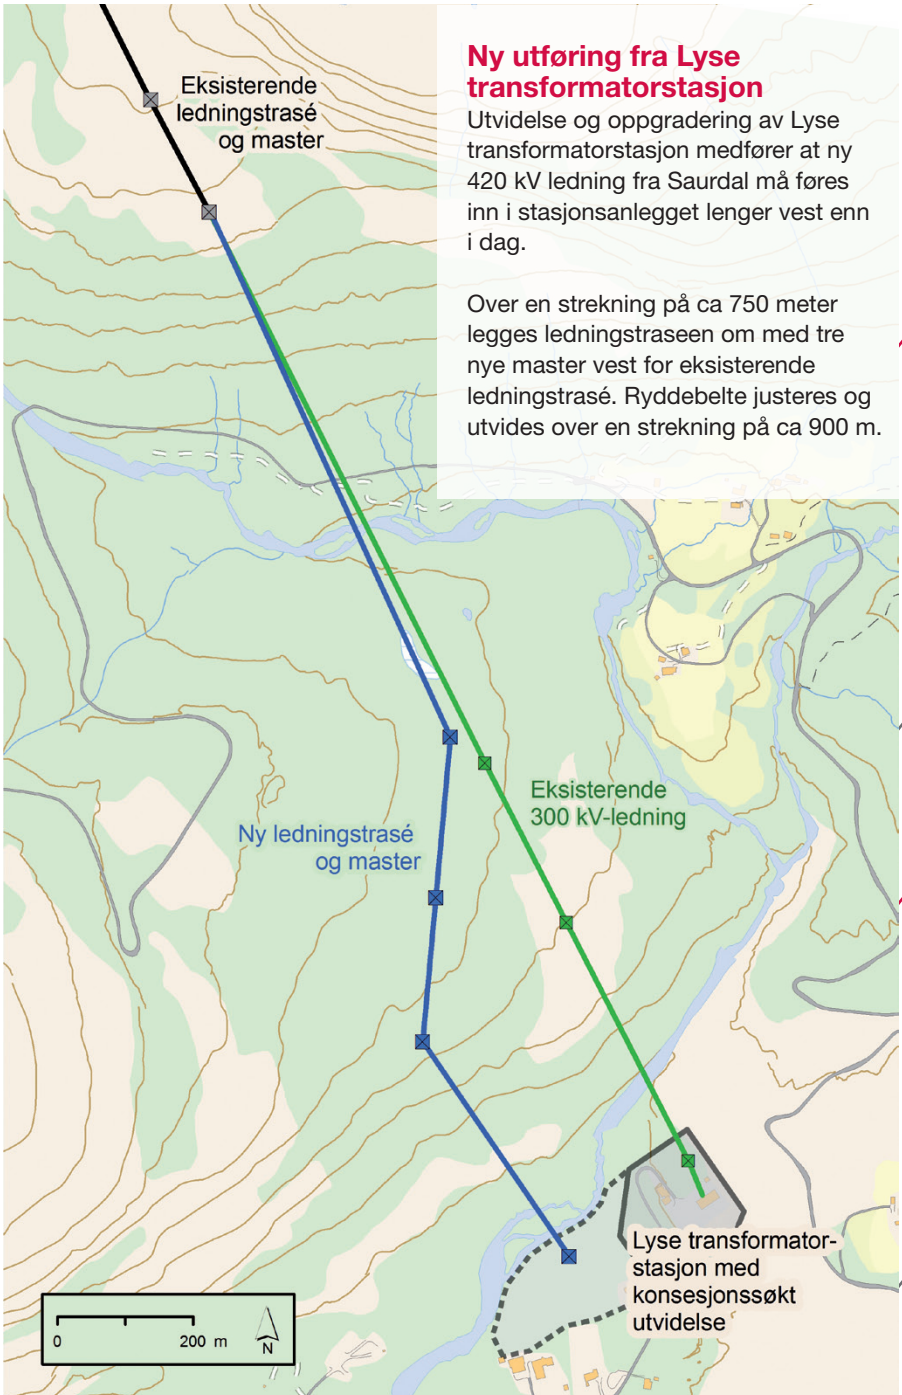 Ny utføring fra Lyse
transformatorstasjon
Utvidelse og oppgradering av Lyse
transformatorstasjon medfører at ny
420 kV ledning fra Saurdal må føres
inn i stasjonsanlegget lenger vest enn
i dag.
Over en strekning på ca 750 meter
legges ledningstraseen om med tre
nye master vest for eksisterende
ledningstrasé. Ryddebelte justeres og
utvides over en strekning på ca 900 m.
Eksisterende
ledningstrasé
og master
Eksisterende
300 kV-ledning
Ny ledningstrasé
og master
Lyse transformator-
stasjon med
konsesjonssøkt
utvidelse
0 200 m
N